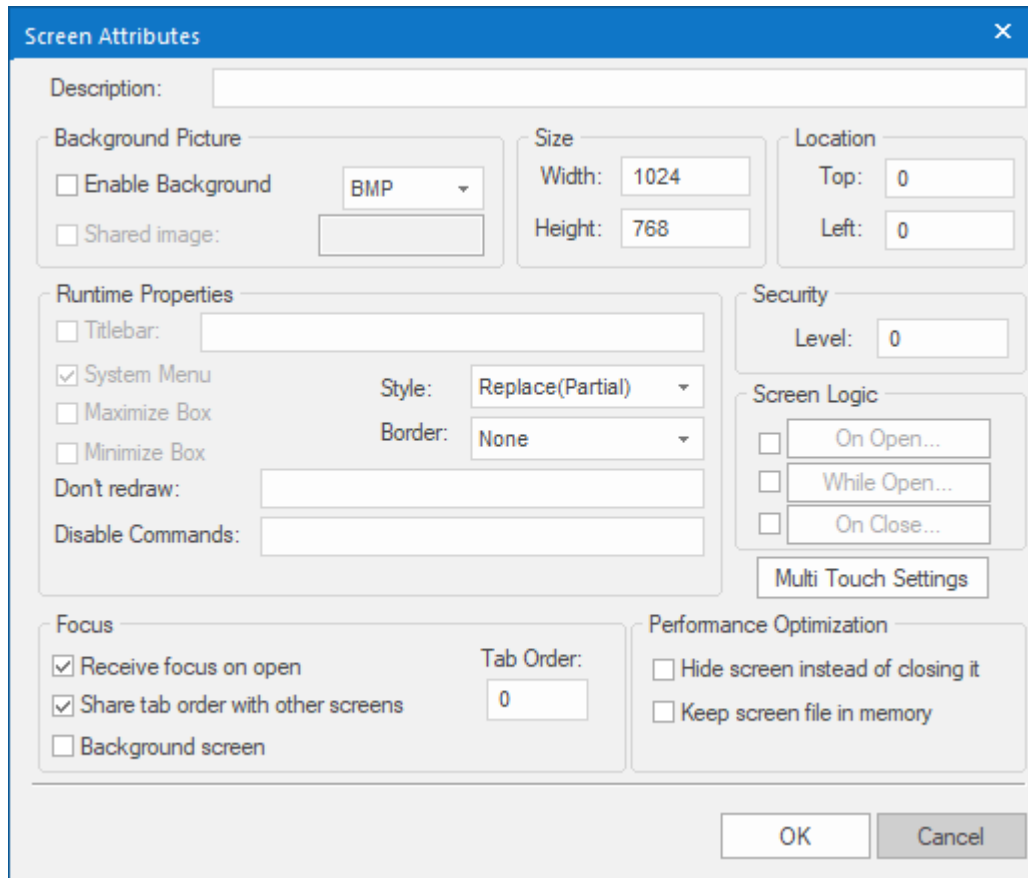 Screen Attributes
Description:
Background Picture
Enable Background BMP
Shared image:
Size
Width: 1024
Height: 768
Location
Top: 0
Left: 0
Runtime Properties
Titlebar:
System Menu
Maximize Box
Minimize Box
Style: Replace(Partial)
Border: None
Don't redraw:
Disable Commands:
Security
Level: 0
Screen Logic
On Open...
While Open...
On Close...
Multi Touch Settings
Focus
Receive focus on open
Share tab order with other screens
Background screen
Tab Order:
0
Performance Optimization
Hide screen instead of closing it
Keep screen file in memory
OK Cancel